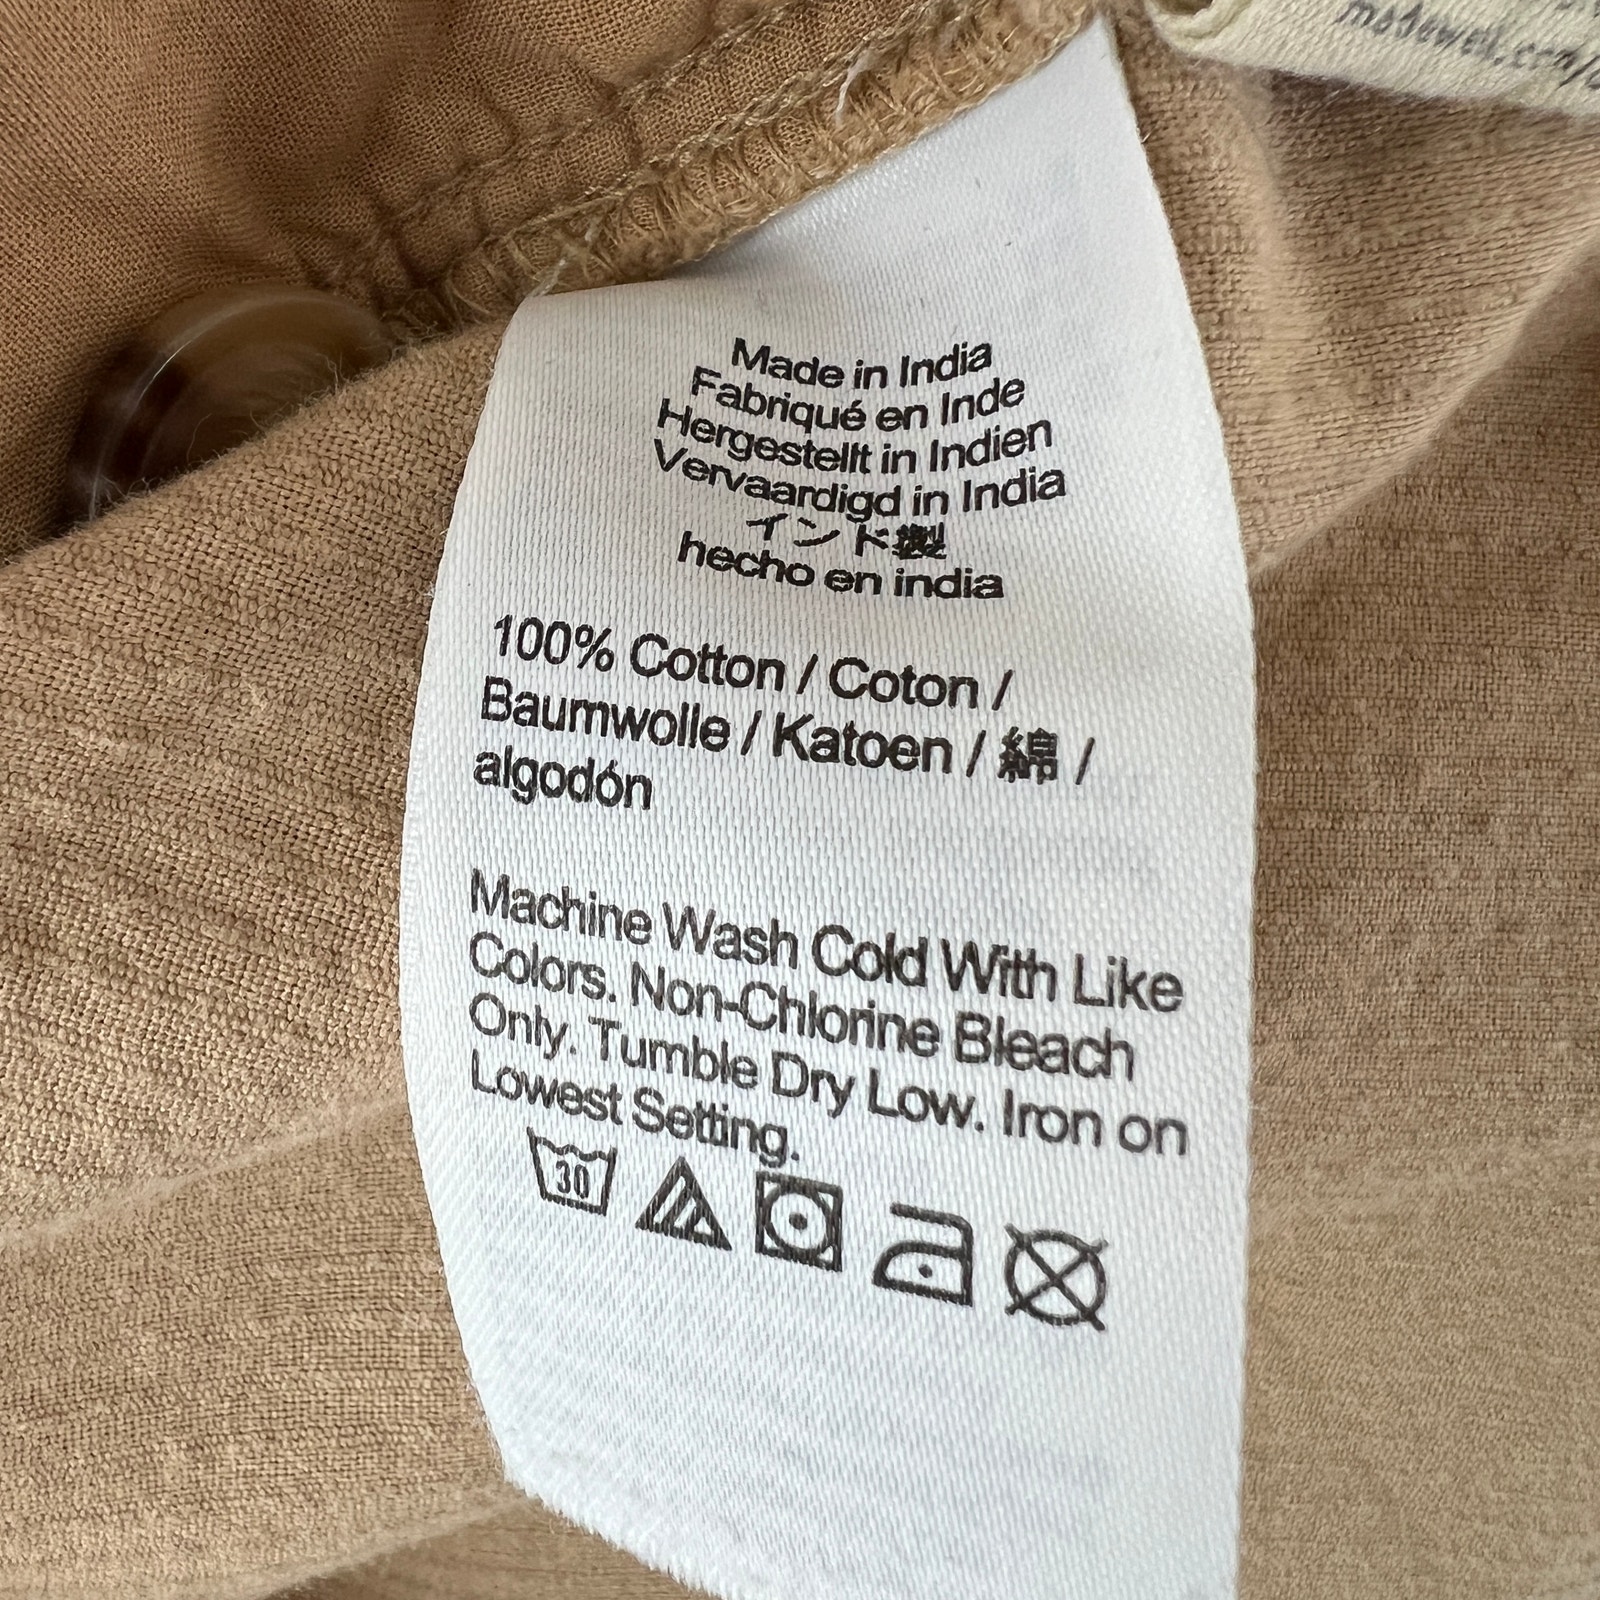 madewell.com/
Made in India
Fabriqué en Inde
Hergestellt in Indien
Vervaardigd in India
インド製
hecho en india
100% Cotton / Coton /
Baumwolle / Katoen / 綿 /
algodón
Machine Wash Cold With Like
Colors. Non-Chlorine Bleach
Only. Tumble Dry Low. Iron on
Lowest Setting.
30